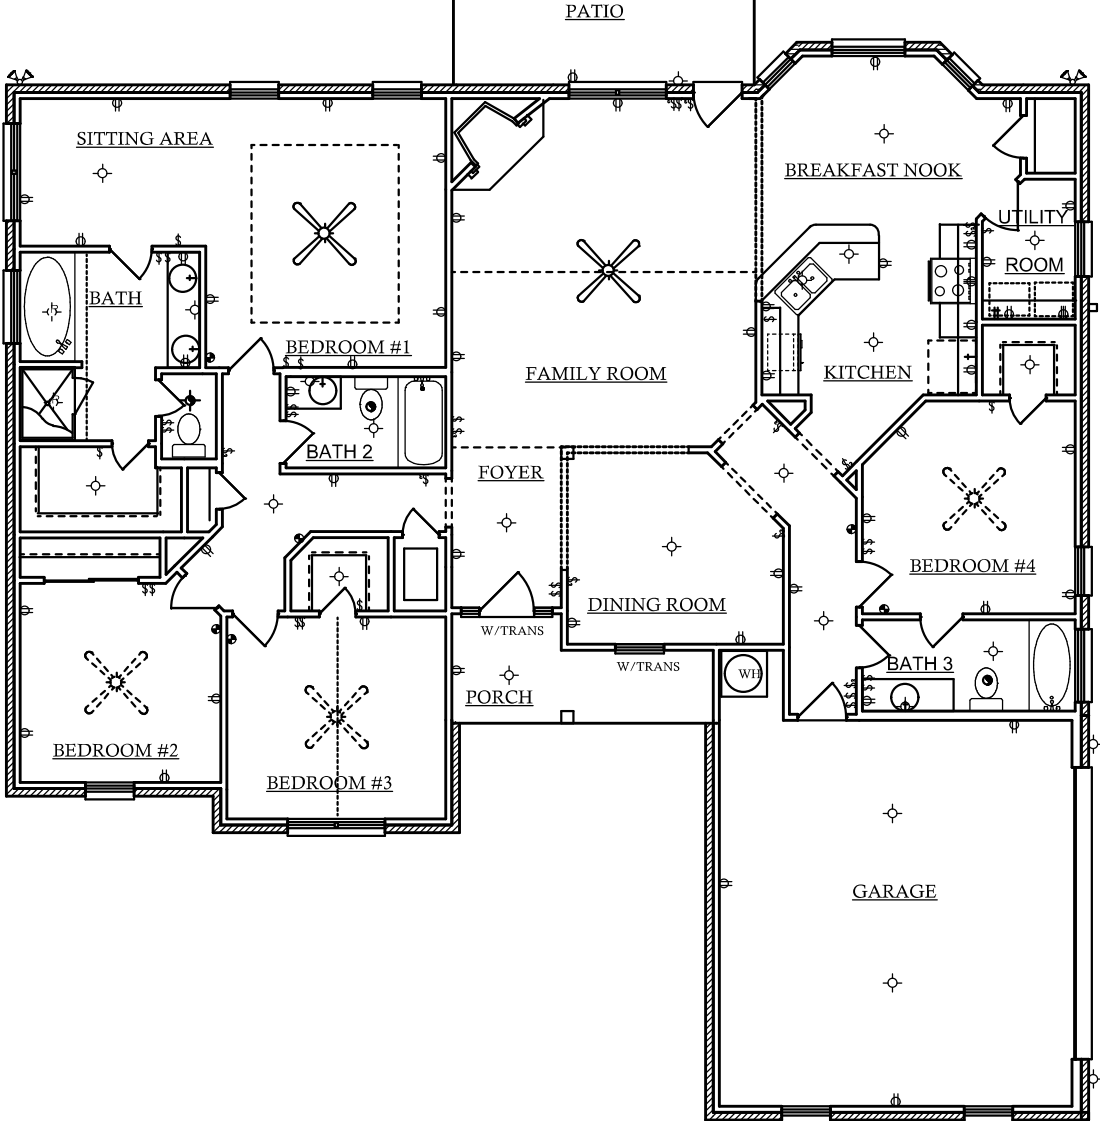 PATIO
SITTING AREA
BREAKFAST NOOK
UTILITY
ROOM
BATH
BEDROOM #1
FAMILY ROOM
KITCHEN
BATH 2
FOYER
BEDROOM #4
DINING ROOM
W/TRANS
W/TRANS
BATH 3
WH
PORCH
BEDROOM #2
BEDROOM #3
GARAGE